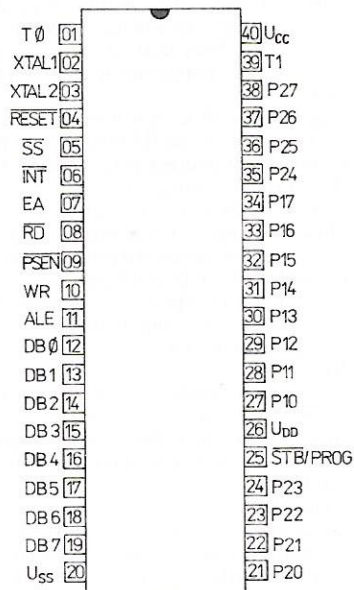 TØ 01
XTAL1 02
XTAL2 03
RESET 04
SS 05
INT 06
EA 07
RD 08
PSEN 09
WR 10
ALE 11
DBØ 12
DB1 13
DB2 14
DB3 15
DB4 16
DB5 17
DB6 18
DB7 19
USS 20
40 UCC
39 T1
38 P27
37 P26
36 P25
35 P24
34 P17
33 P16
32 P15
31 P14
30 P13
29 P12
28 P11
27 P10
26 UDD
25 STB/PROG
24 P23
23 P22
22 P21
21 P20